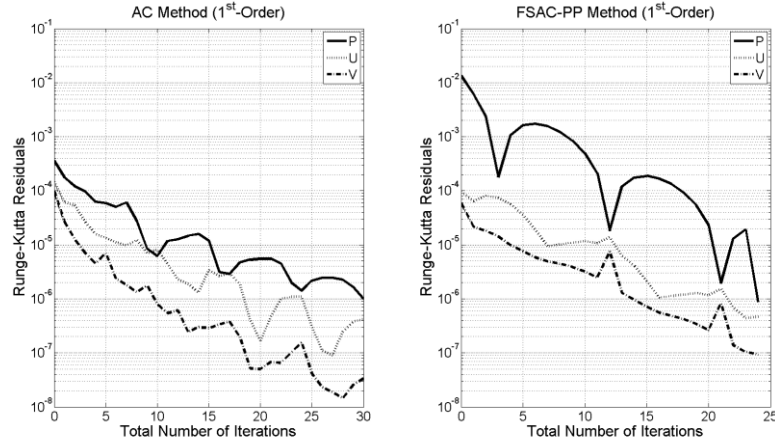 AC Method (1st-Order)
10-1
10-2
10-3
10-4
10-5
10-6
10-7
10-8
Runge-Kutta Residuals
P
U
V
0 5 10 15 20 25 30
Total Number of Iterations
FSAC-PP Method (1st-Order)
10-1
10-2
10-3
10-4
10-5
10-6
10-7
10-8
Runge-Kutta Residuals
P
U
V
0 5 10 15 20 25
Total Number of Iterations